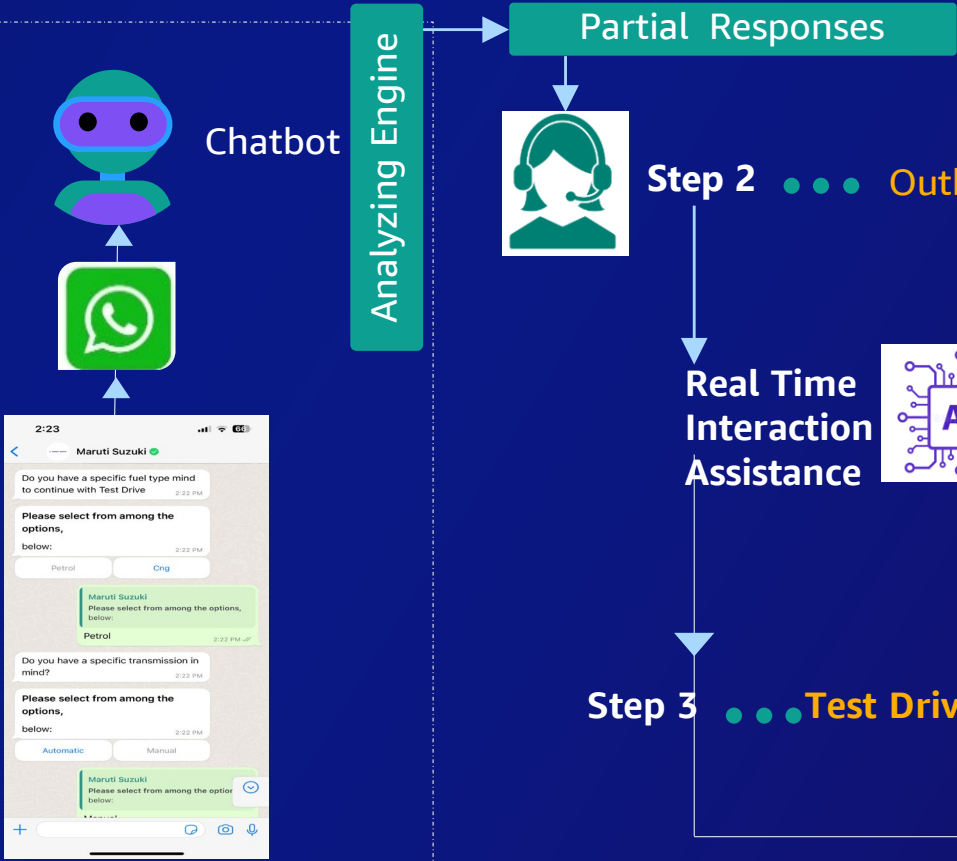 Partial Responses
Analyzing Engine
Chatbot
Step 2
Real Time
Interaction
Assistance
Step 3
Test
2:23
Maruti Suzuki
Do you have a specific fuel type mind
to continue with Test Drive
2:22 PM
Please select from among the
options,
below:
2:22 PM
Petrol
Cng
Maruti Suzuki
Please select from among the options,
below:
Petrol
2:22 PM
Do you have a specific transmission in
mind?
2:22 PM
Please select from among the
options,
below:
2:22 PM
Automatic
Manual
Maruti Suzuki
Please select from among the
below: